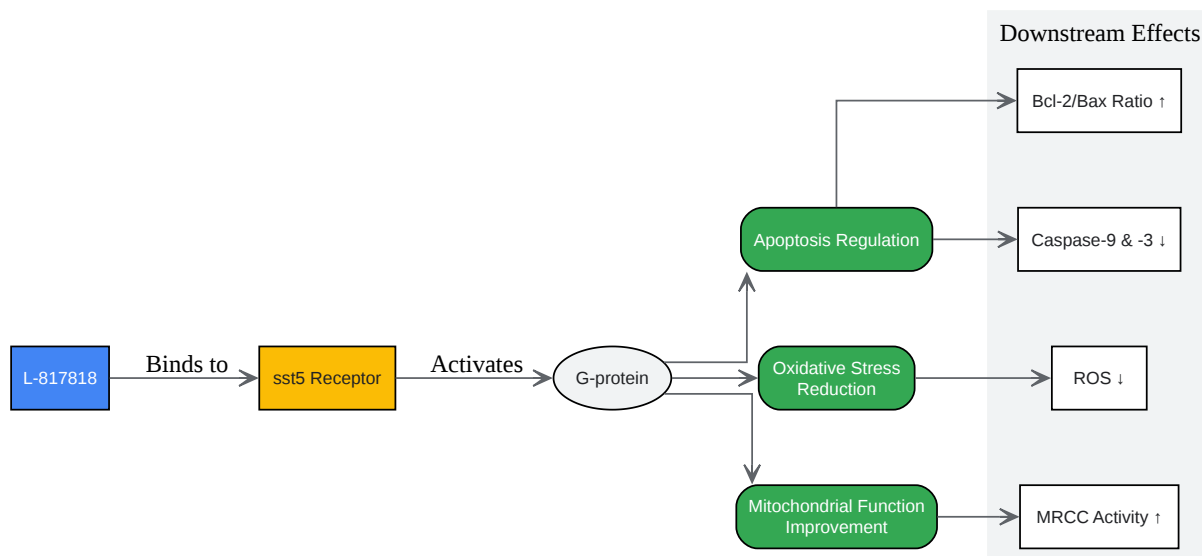 Downstream Effects
Bcl-2/Bax Ratio ↑
Apoptosis Regulation
Caspase-9 & -3 ↓
L-817818
Binds to
sst5 Receptor
Activates
G-protein
Oxidative Stress
Reduction
ROS ↓
Mitochondrial Function
Improvement
MRCC Activity ↑